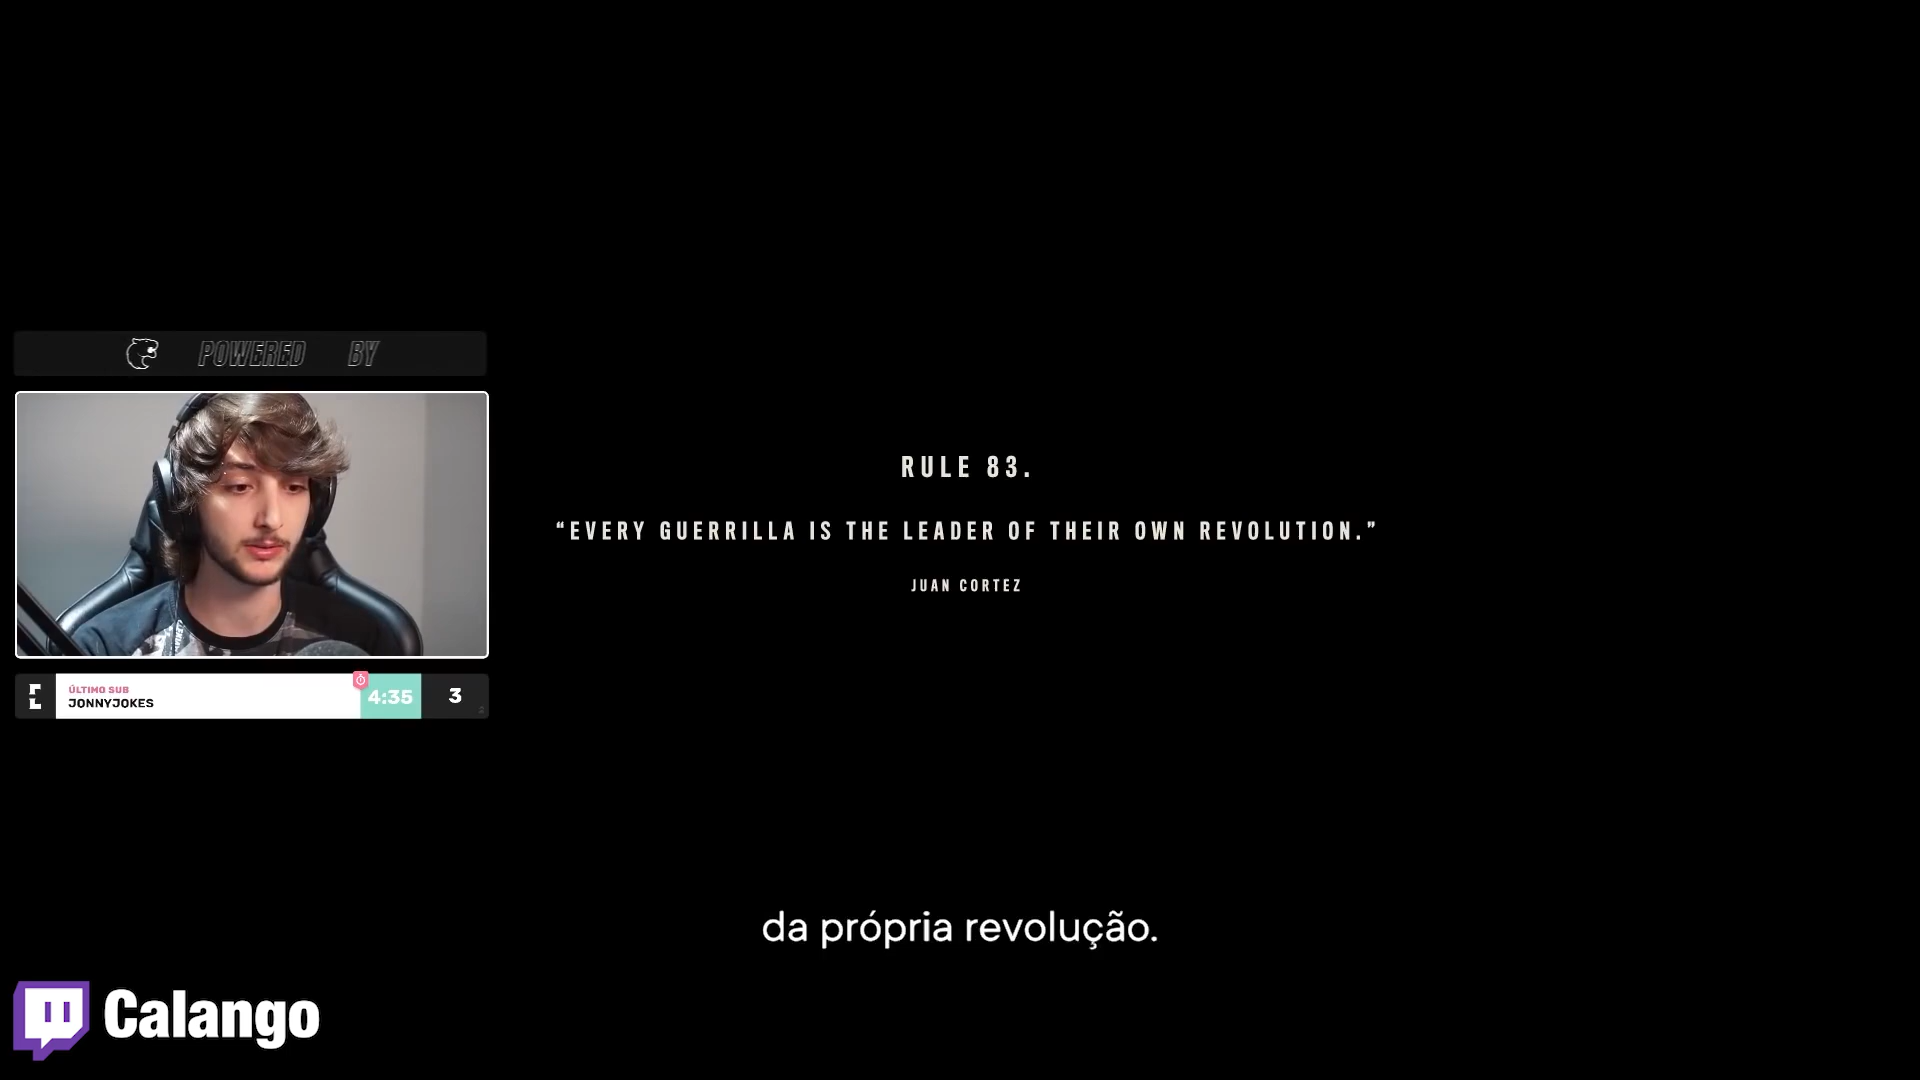 POWERED BY
RULE 83.
“EVERY GUERRILLA IS THE LEADER OF THEIR OWN REVOLUTION.”
JUAN CORTEZ
ÚLTIMO SUB
JONNYJOKES
4:35
3
da própria revolução.
Calango